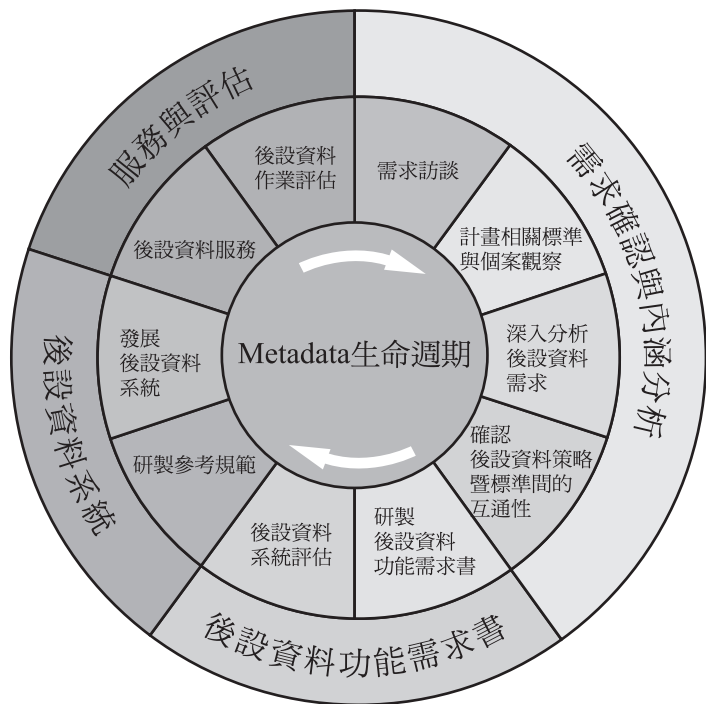 Metadata生命週期
需求確認與內涵分析
需求訪談
計畫相關標準
與個案觀察
深入分析
後設資料
需求
確認
後設資料策略
暨標準間的
互通性
後設資料功能需求書
研製
後設資料
功能需求書
後設資料
系統評估
後設資料系統
研製參考規範
發展
後設資料
系統
服務與評估
後設資料服務
後設資料
作業評估